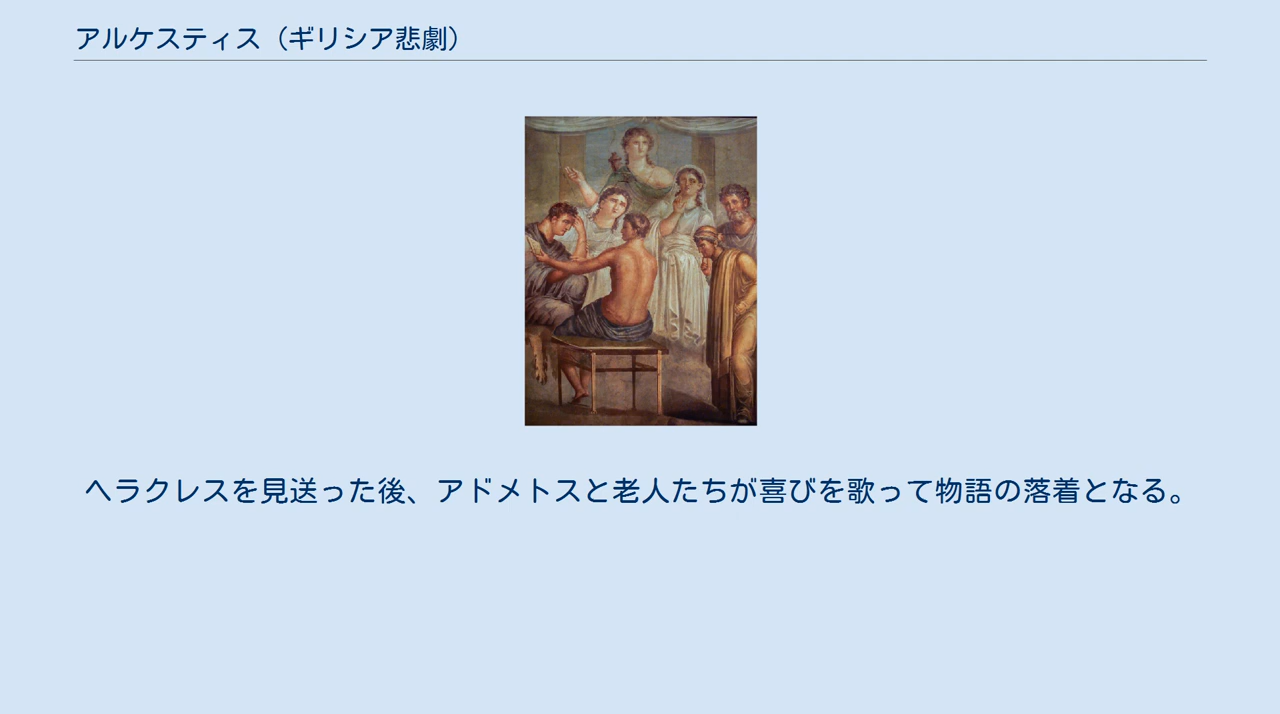 アルケスティス（ギリシア悲劇）
ヘラクレスを見送った後、アドメトスと老人たちが喜びを歌って物語の落着となる。